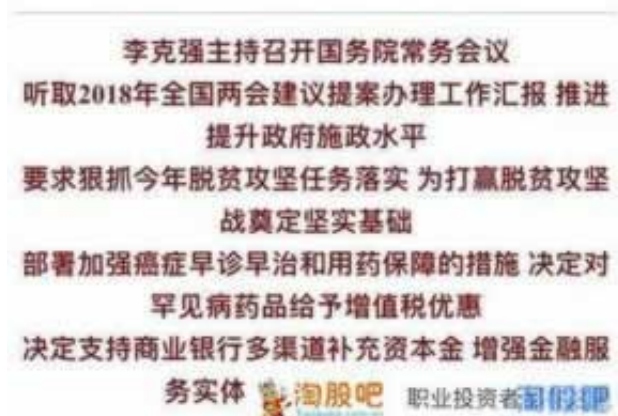 李克强主持召开国务院常务会议
听取2018年全国两会建议提案办理工作汇报 推进
提升政府施政水平
要求狠抓今年脱贫攻坚任务落实 为打赢脱贫攻坚
战奠定坚实基础
部署加强癌症早诊早治和用药保障的措施 决定对
罕见病药品给予增值税优惠
决定支持商业银行多渠道补充资本金 增强金融服
务实体 淘股吧 职业投资者